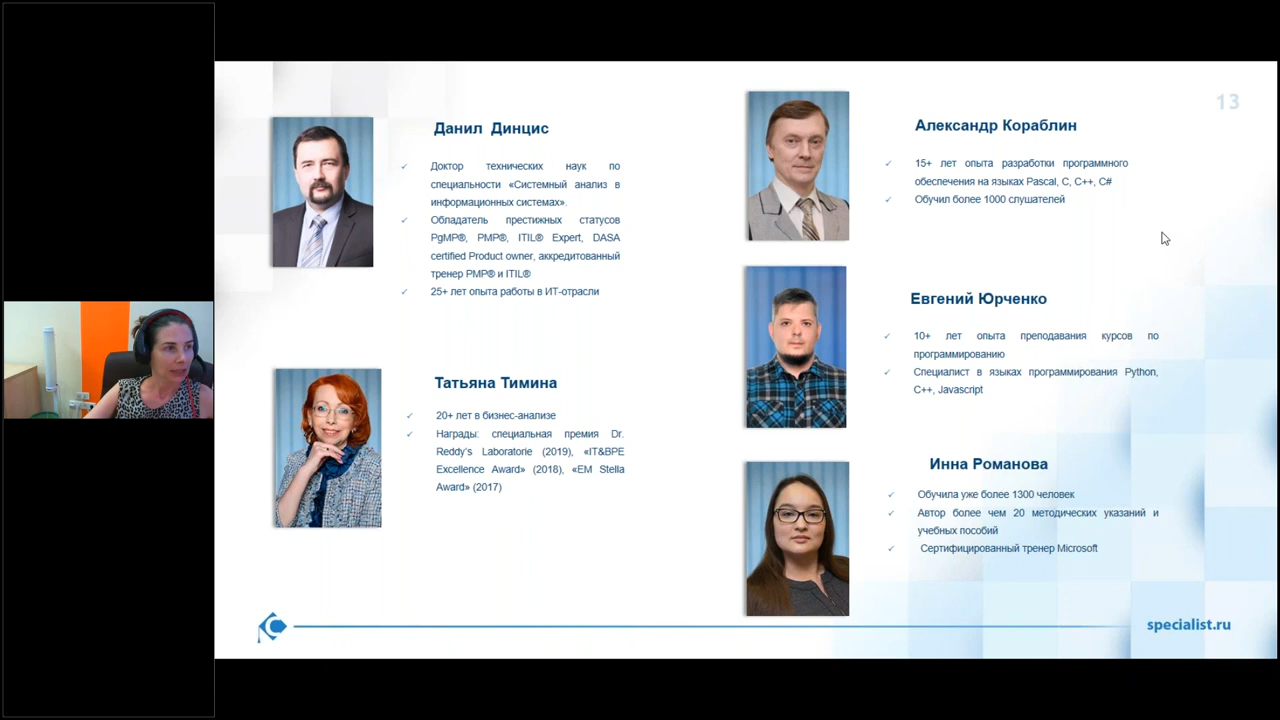 13
Данил Динцис
Доктор технических наук по
специальности «Системный анализ в
информационных системах».
Обладатель престижных статусов
PgMP®, PMP®, ITIL® Expert, DASA
certified Product owner, аккредитованный
тренер PMP® и ITIL®
25+ лет опыта работы в ИТ-отрасли
Татьяна Тимина
20+ лет в бизнес-анализе
Награды: специальная премия Dr.
Reddy's Laboratorie (2019), «IT&BPE
Excellence Award» (2018), «EM Stella
Award» (2017)
Александр Кораблин
15+ лет опыта разработки программного
обеспечения на языках Pascal, C, C++, C#
Обучил более 1000 слушателей
Евгений Юрченко
10+ лет опыта преподавания курсов по
программированию
Специалист в языках программирования Python,
C++, Javascript
Инна Романова
Обучила уже более 1300 человек
Автор более чем 20 методических указаний и
учебных пособий
Сертифицированный тренер Microsoft
specialist.ru